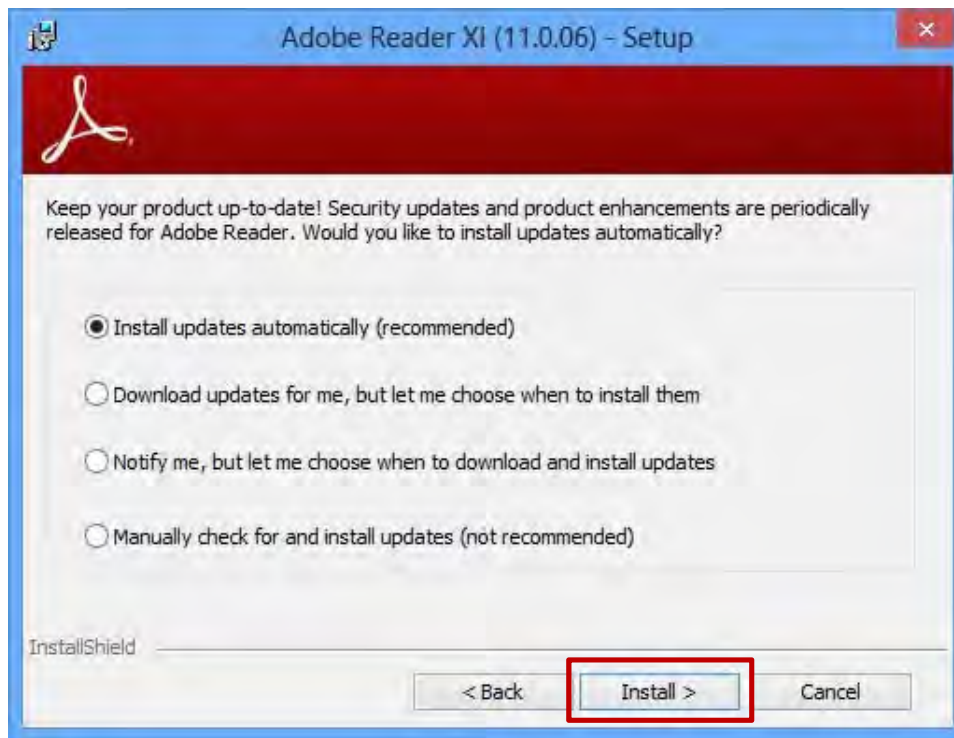 Adobe Reader XI (11.0.06) - Setup
Keep your product up-to-date! Security updates and product enhancements are periodically
released for Adobe Reader. Would you like to install updates automatically?
Install updates automatically (recommended)
Download updates for me, but let me choose when to install them
Notify me, but let me choose when to download and install updates
Manually check for and install updates (not recommended)
InstallShield
< Back
Install >
Cancel